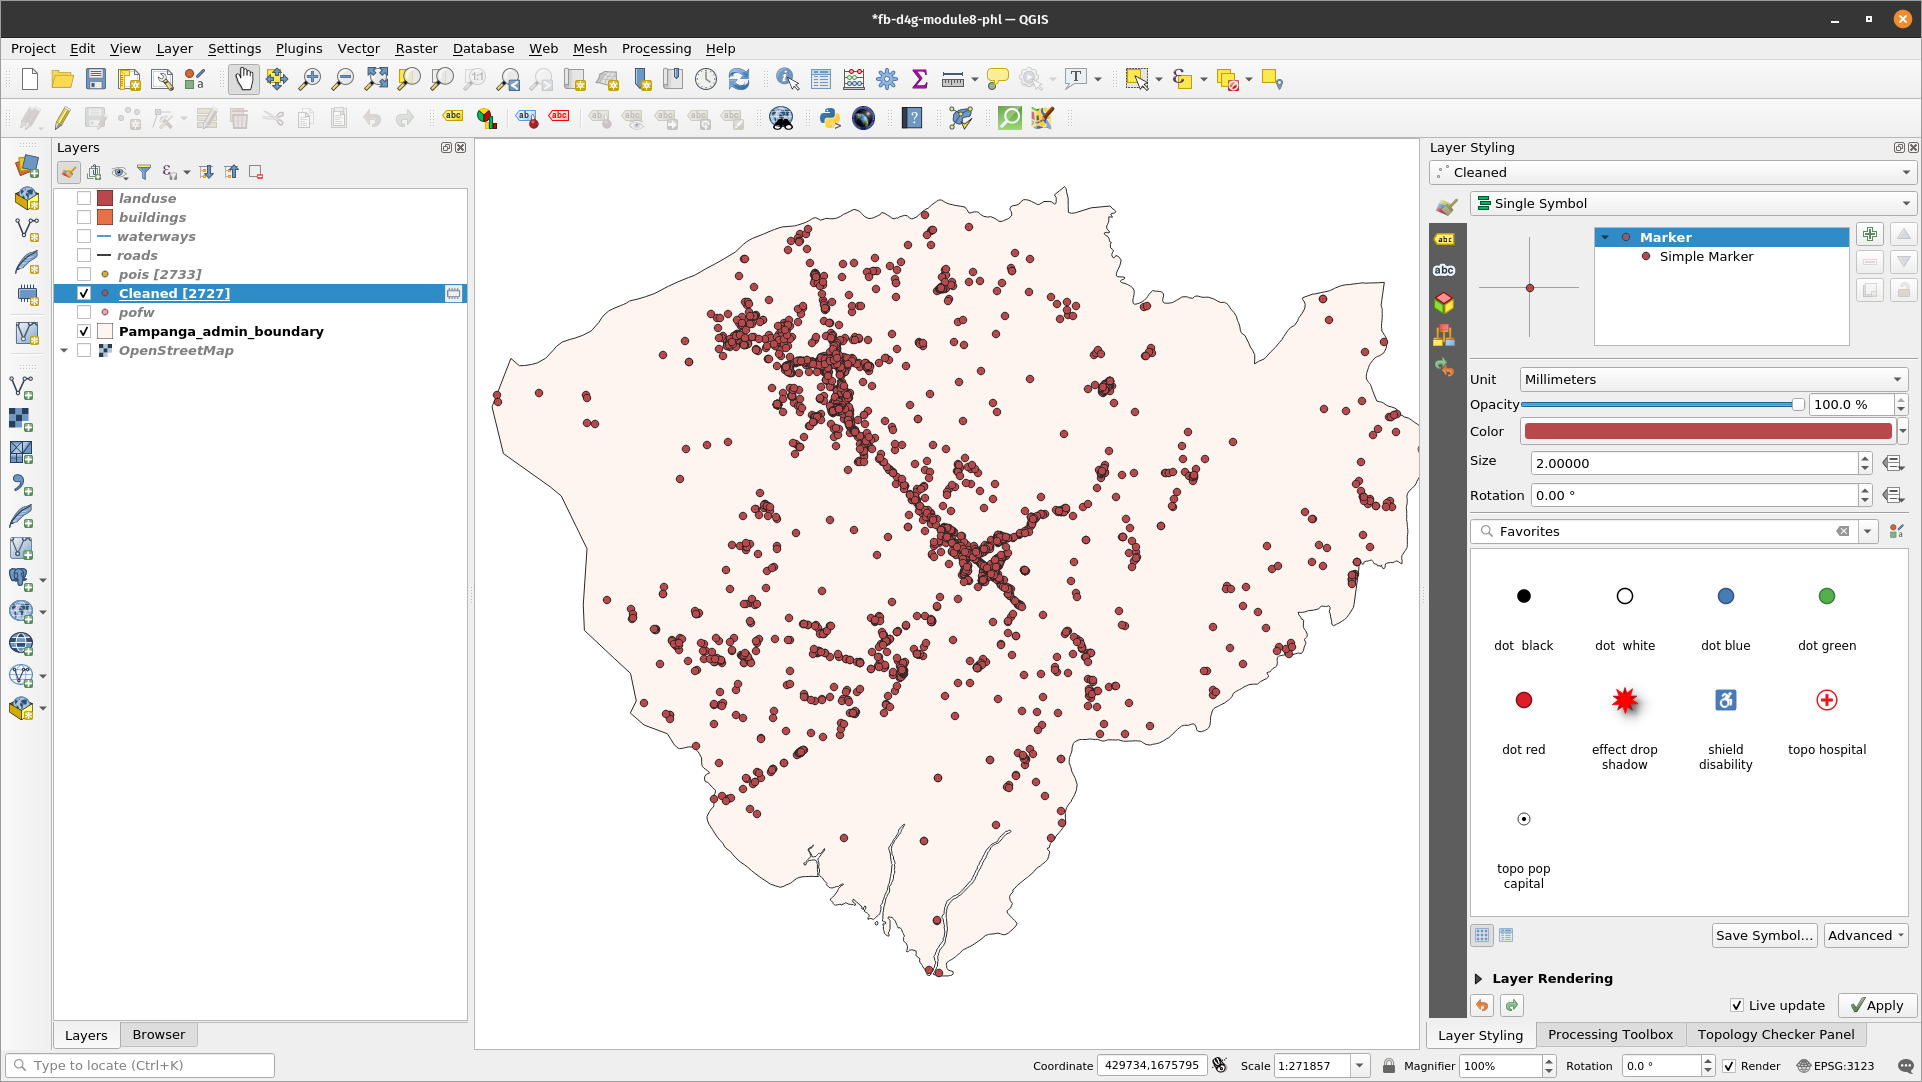 *fb-d4g-module8-phl — QGIS
Project Edit View Layer Settings Plugins Vector Raster Database Web Mesh Processing Help
Layers
landuse
buildings
waterways
roads
pois [2733]
Cleaned [2727]
pofw
Pampanga_admin_boundary
OpenStreetMap
Layers Browser
Layer Styling
Cleaned
Single Symbol
Marker
Simple Marker
Unit Millimeters
Opacity 100.0 %
Color
Size 2.00000
Rotation 0.00 °
Favorites
dot black dot white dot blue dot green
dot red effect drop shadow shield disability topo hospital
topo pop capital
Save Symbol... Advanced
Layer Rendering
Live update Apply
Layer Styling Processing Toolbox Topology Checker Panel
Type to locate (Ctrl+K) Coordinate 429734,1675795 Scale 1:271857 Magnifier 100% Rotation 0.0 ° Render EPSG:3123